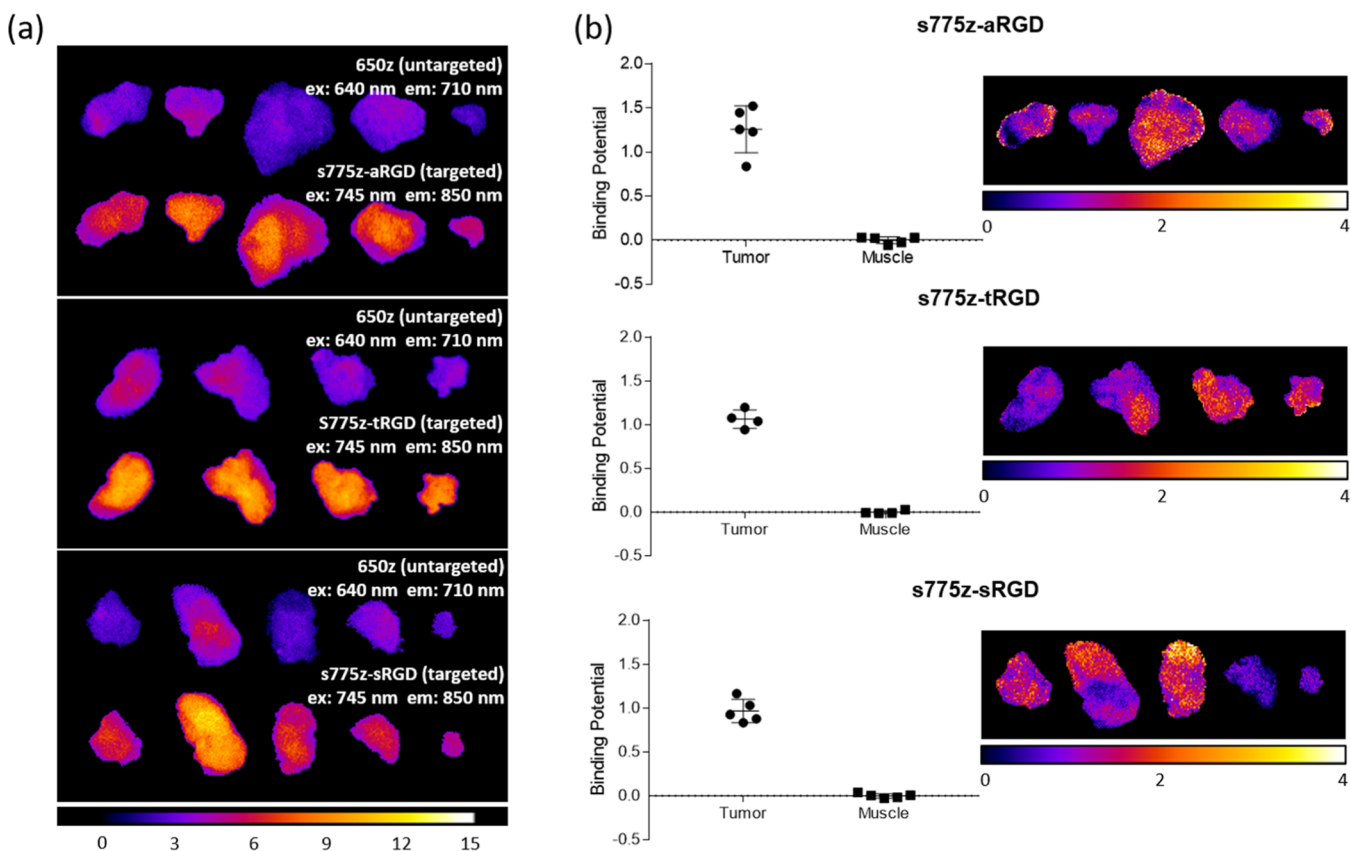 (a)
650z (untargeted)
ex: 640 nm em: 710 nm
s775z-aRGD (targeted)
ex: 745 nm em: 850 nm
650z (untargeted)
ex: 640 nm em: 710 nm
S775z-tRGD (targeted)
ex: 745 nm em: 850 nm
650z (untargeted)
ex: 640 nm em: 710 nm
s775z-sRGD (targeted)
ex: 745 nm em: 850 nm
0 3 6 9 12 15
(b)
s775z-aRGD
Binding Potential
2.0
1.5
1.0
0.5
0.0
-0.5
Tumor Muscle
0 2 4
s775z-tRGD
Binding Potential
2.0
1.5
1.0
0.5
0.0
-0.5
Tumor Muscle
0 2 4
s775z-sRGD
Binding Potential
2.0
1.5
1.0
0.5
0.0
-0.5
Tumor Muscle
0 2 4